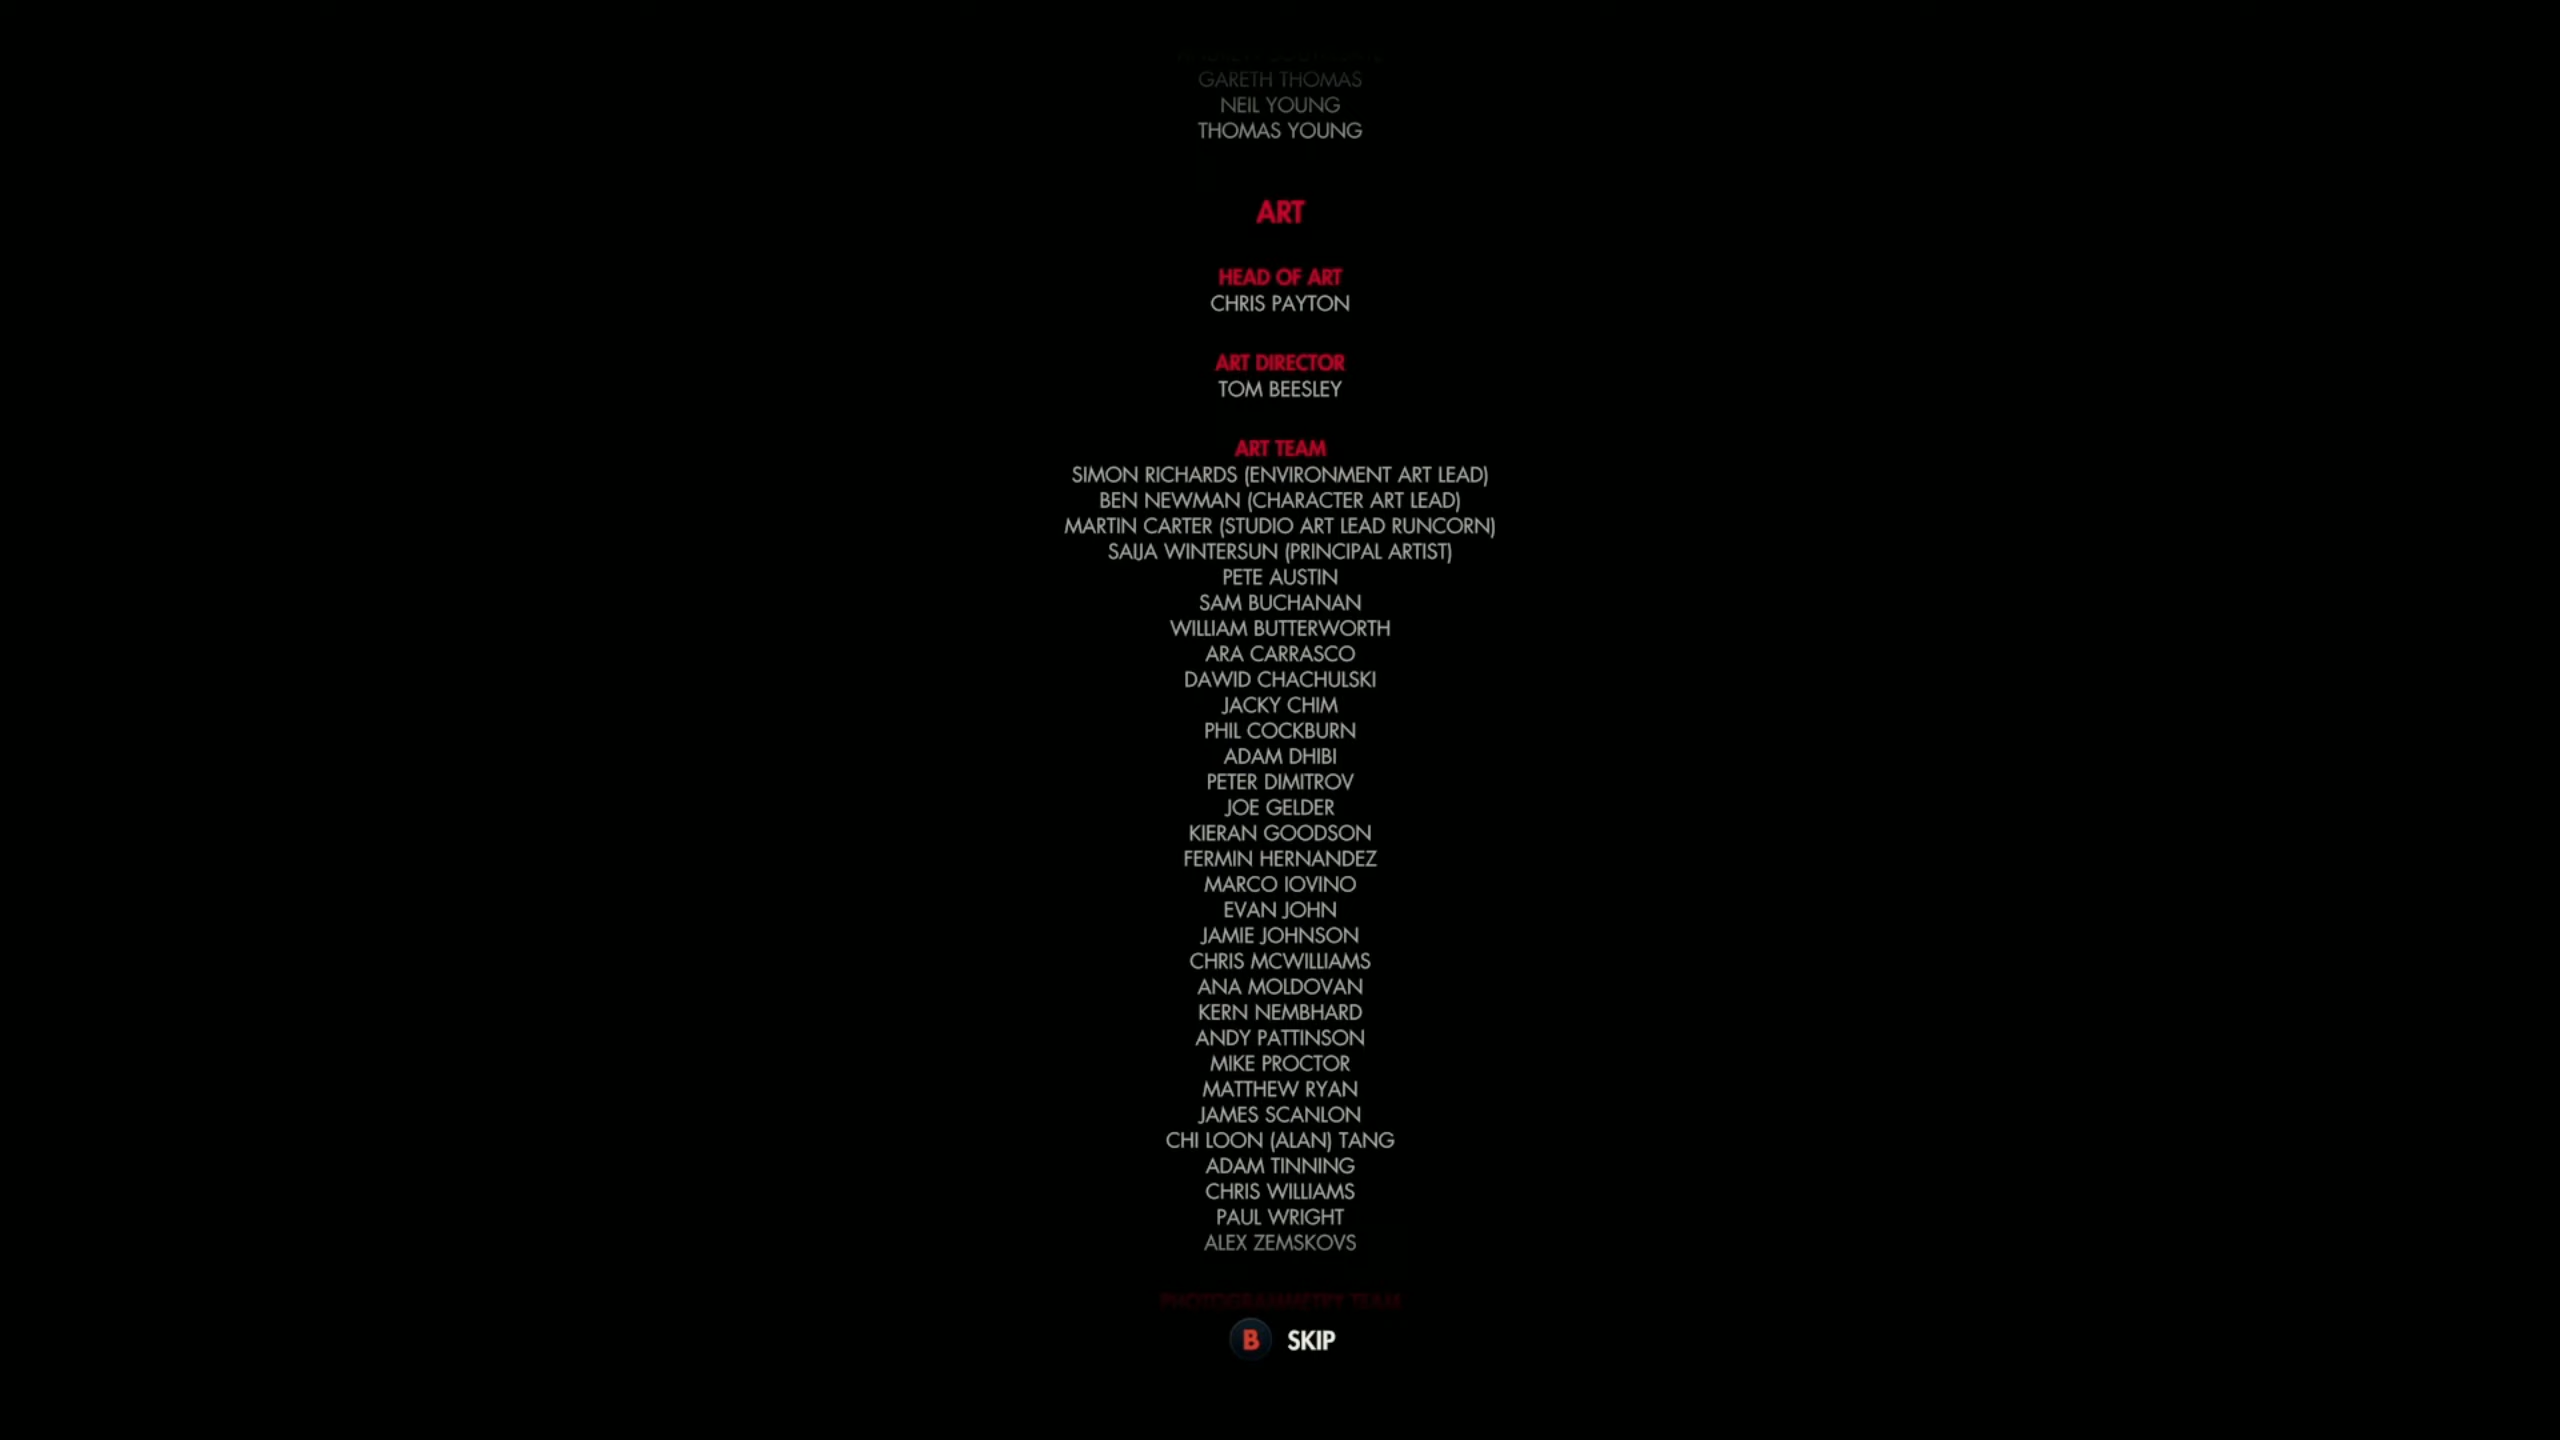 GARETH THOMAS
NEIL YOUNG
THOMAS YOUNG
ART
HEAD OF ART
CHRIS PAYTON
ART DIRECTOR
TOM BEESLEY
ART TEAM
SIMON RICHARDS (ENVIRONMENT ART LEAD)
BEN NEWMAN (CHARACTER ART LEAD)
MARTIN CARTER (STUDIO ART LEAD RUNCORN)
SAIJA WINTERSUN (PRINCIPAL ARTIST)
PETE AUSTIN
SAM BUCHANAN
WILLIAM BUTTERWORTH
ARA CARRASCO
DAWID CHACHULSKI
JACKY CHIM
PHIL COCKBURN
ADAM DHIBI
PETER DIMITROV
JOE GELDER
KIERAN GOODSON
FERMIN HERNANDEZ
MARCO IOVINO
EVAN JOHN
JAMIE JOHNSON
CHRIS MCWILLIAMS
ANA MOLDOVAN
KERN NEMBHARD
ANDY PATTINSON
MIKE PROCTOR
MATTHEW RYAN
JAMES SCANLON
CHI LOON (ALAN) TANG
ADAM TINNING
CHRIS WILLIAMS
PAUL WRIGHT
ALEX ZEMSKOVS
PHOTOGRAMMETRY TEAM
B SKIP